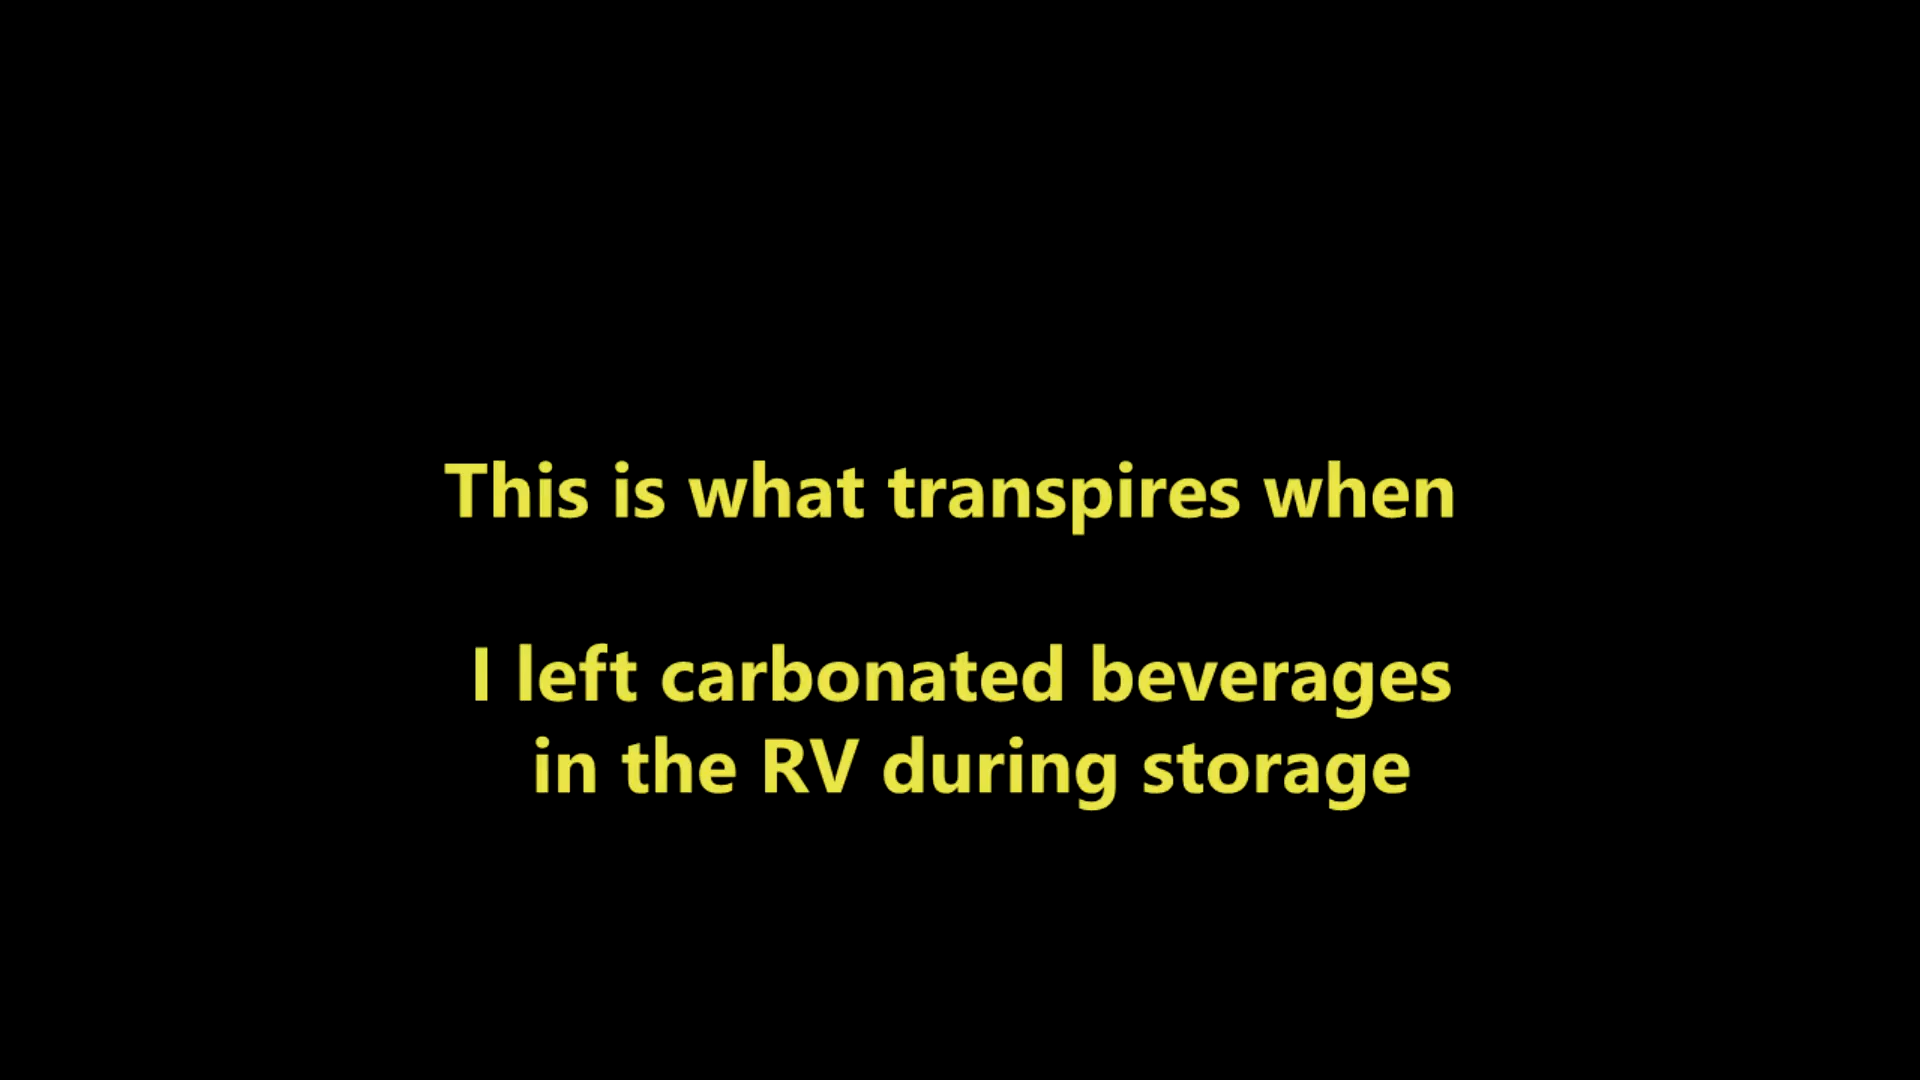 This is what transpires when
I left carbonated beverages
in the RV during storage